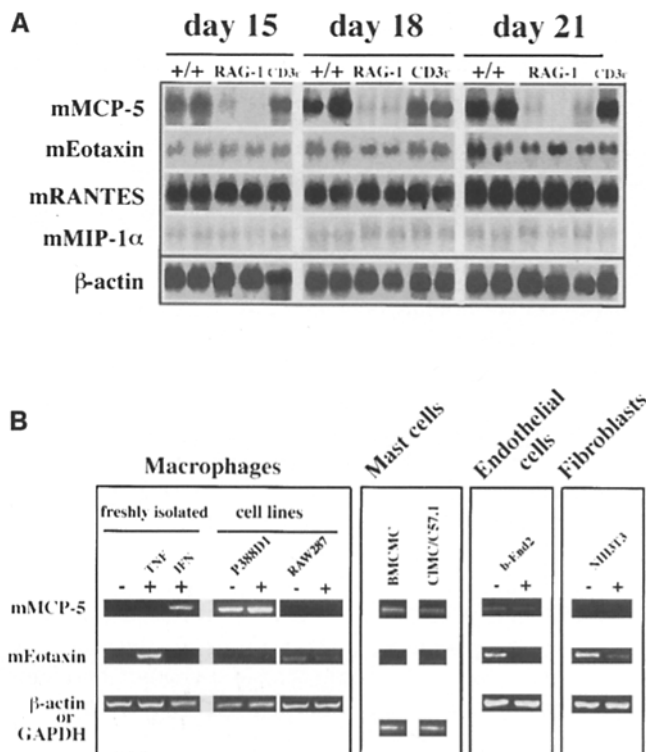 A
day 15 day 18 day 21
+/+ RAG-1 CD3ε +/+ RAG-1 CD3ε +/+ RAG-1 CD3ε
mMCP-5
mEotaxin
mRANTES
mMIP-1α
β-actin
B
Macrophages Mast cells Endothelial cells Fibroblasts
freshly isolated cell lines
TNF IFN P388D1 RAW287 BMCMC CIMC/C57.1 b-End2 NIH3T3
- + + - + - + - + - +
mMCP-5
mEotaxin
β-actin
or
GAPDH